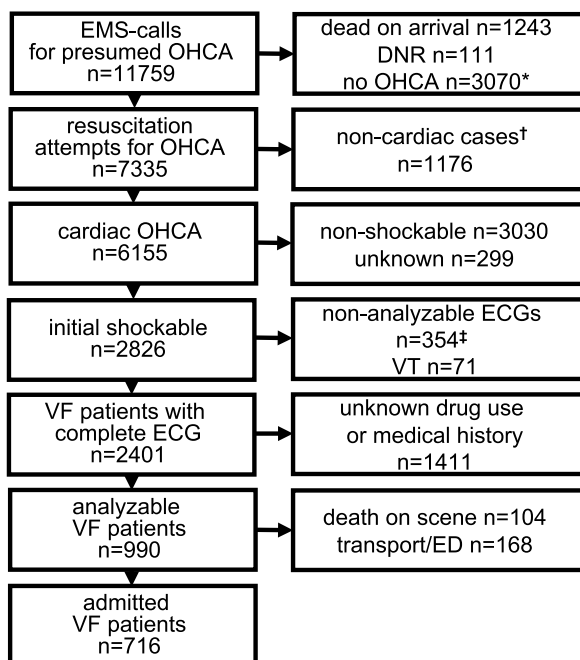 EMS-calls
for presumed OHCA
n=11759
dead on arrival n=1243
DNR n=111
no OHCA n=3070*
resuscitation
attempts for OHCA
n=7335
non-cardiac cases†
n=1176
cardiac OHCA
n=6155
non-shockable n=3030
unknown n=299
initial shockable
n=2826
non-analyzable ECGs
n=354‡
VT n=71
VF patients with
complete ECG
n=2401
unknown drug use
or medical history
n=1411
analyzable
VF patients
n=990
death on scene n=104
transport/ED n=168
admitted
VF patients
n=716